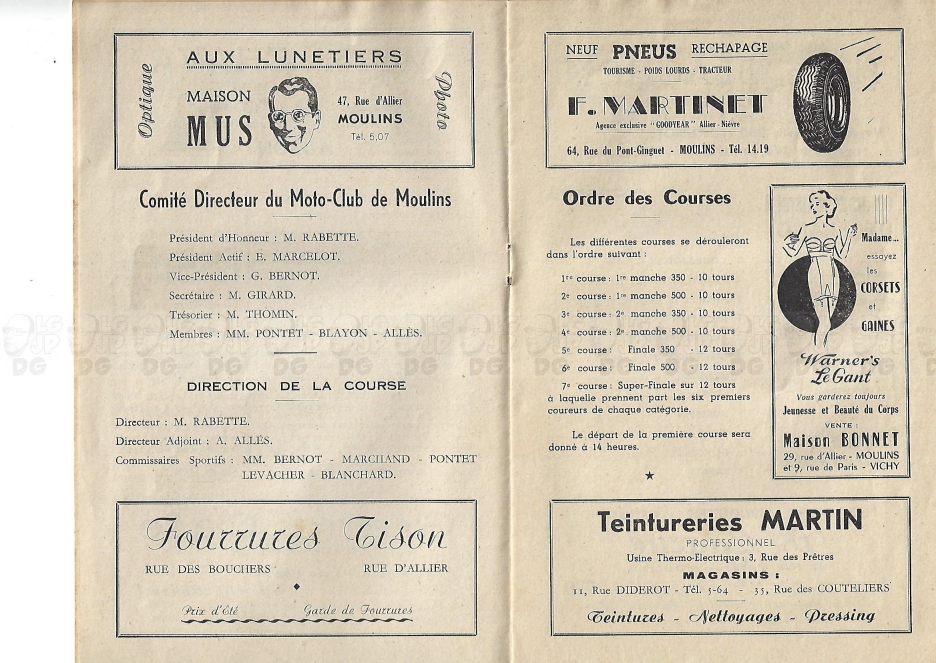 Optique
AUX LUNETIERS
MAISON
MUS
47, Rue d'Allier
MOULINS
Tél. 5,07
Photo
Comité Directeur du Moto-Club de Moulins
Président d'Honneur : M. RABETTE.
Président Actif : E. MARCELOT.
Vice-Président : G. BERNOT.
Secrétaire : M. GIRARD.
Trésorier : M. THOMIN.
Membres : MM. PONTET - BLAYON - ALLÈS.
DIRECTION DE LA COURSE
Directeur : M. RABETTE.
Directeur Adjoint : A. ALLÉS.
Commissaires Sportifs : MM. BERNOT - MARCHAND - PONTET
LEVACHER - BLANCHARD.
Fourrures Tison
RUE DES BOUCHERS RUE D'ALLIER
Prix d'Été Garde de Fourrures
NEUF PNEUS RECHAPAGE
TOURISME - POIDS LOURDS - TRACTEUR
F. MARTINET
Agence exclusive "GOODYEAR" Allier - Nièvre
64, Rue du Pont-Ginguet - MOULINS - Tél. 14.19
Ordre des Courses
Les différentes courses se dérouleront
dans l'ordre suivant :
1re course : 1re manche 350 - 10 tours
2e course : 1re manche 500 - 10 tours
3e course : 2e manche 350 - 10 tours
4e course : 2e manche 500 - 10 tours
5e course : Finale 350 - 12 tours
6e course : Finale 500 - 12 tours
7e course : Super-Finale sur 12 tours
à laquelle prennent part les six premiers
coureurs de chaque catégorie.
Le départ de la première course sera
donné à 14 heures.
Madame...
essayez
les
CORSETS
et
GAINES
Warner's
Le Gant
Vous garderez toujours
Jeunesse et Beauté du Corps
VENTE :
Maison BONNET
29, rue d'Allier - MOULINS
et 9, rue de Paris - VICHY
Teintureries MARTIN
PROFESSIONNEL
Usine Thermo-Electrique : 3, Rue des Prêtres
MAGASINS :
11, Rue DIDEROT - Tél. 5-64 - 35, Rue des COUTELIERS
Teintures - Nettoyages - Pressing